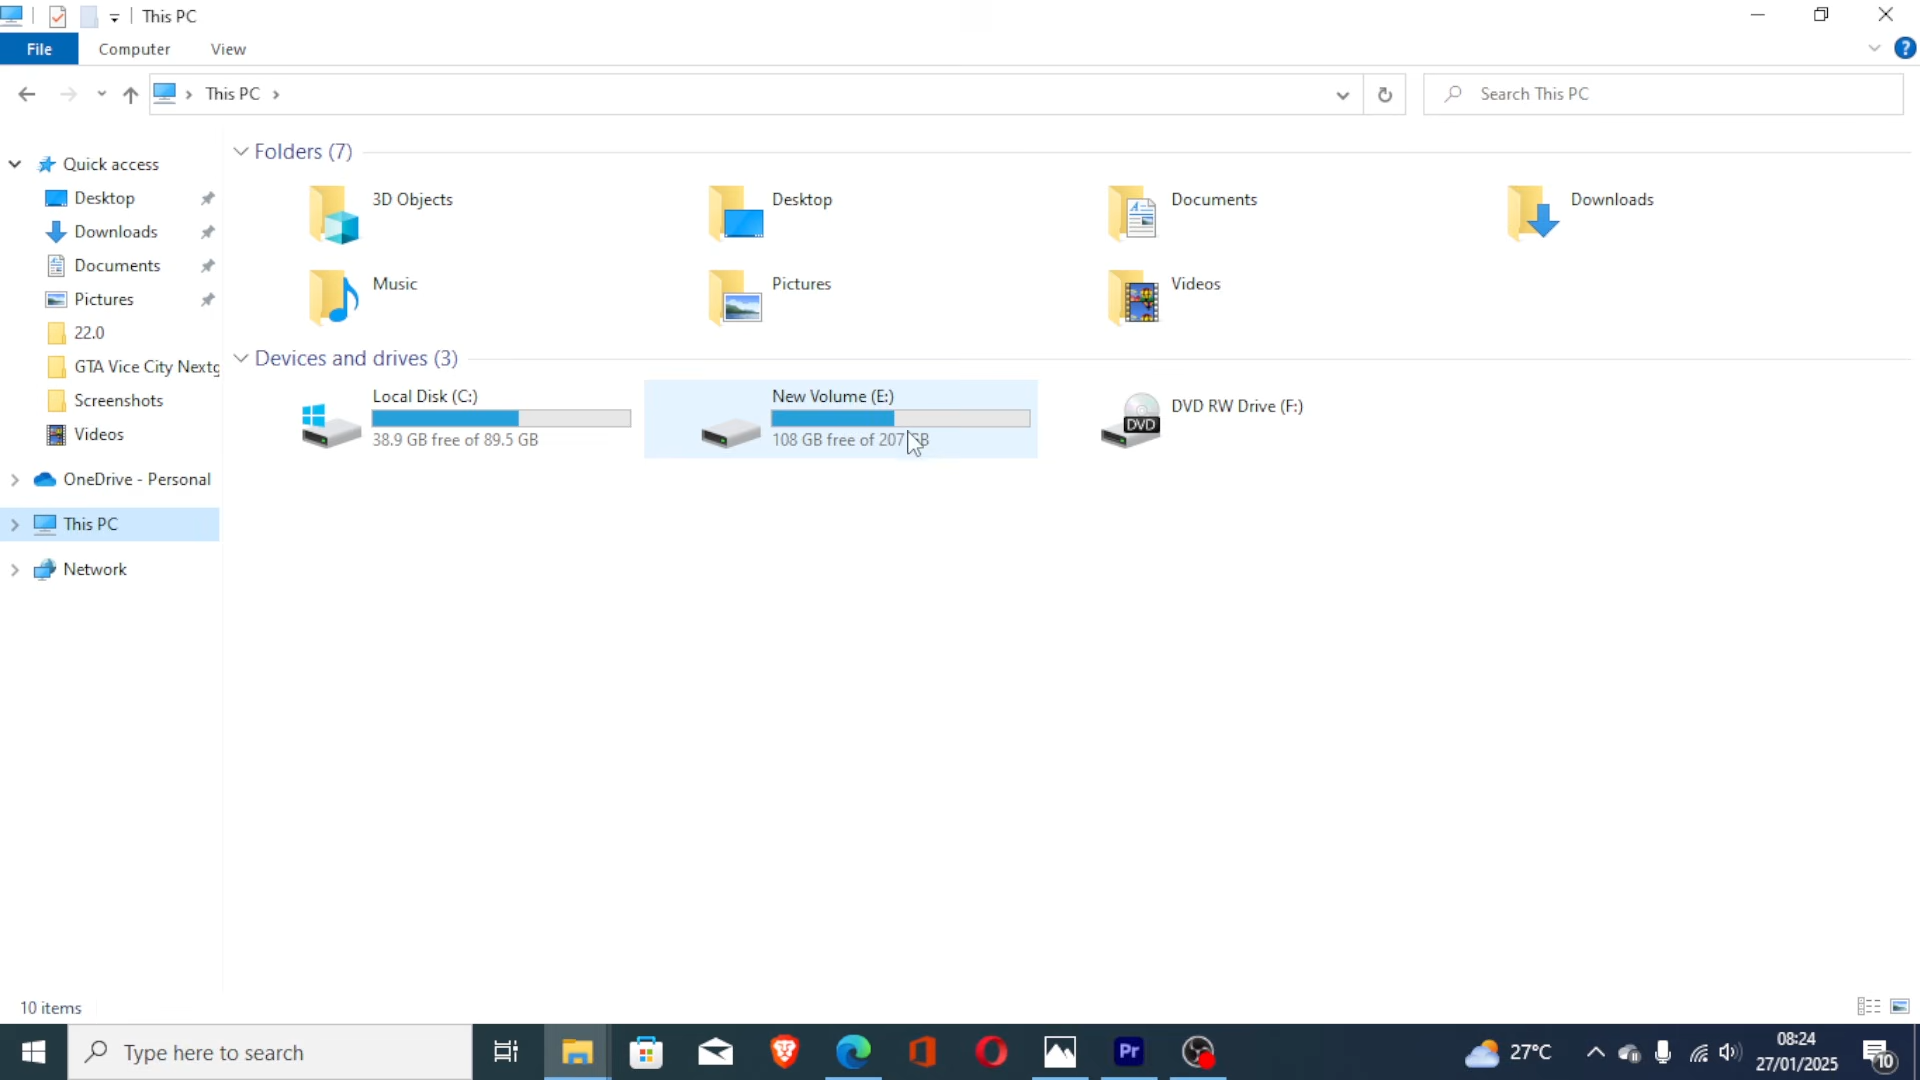 This PC
File Computer View
This PC
Search This PC
Quick access
Desktop
Downloads
Documents
Pictures
22.0
GTA Vice City Nextg
Screenshots
Videos
OneDrive - Personal
This PC
Network
Folders (7)
3D Objects
Desktop
Documents
Downloads
Music
Pictures
Videos
Devices and drives (3)
Local Disk (C:)
38.9 GB free of 89.5 GB
New Volume (E:)
108 GB free of 207 GB
DVD RW Drive (F:)
DVD
10 items
Type here to search
Pr
27°C
08:24
27/01/2025
10